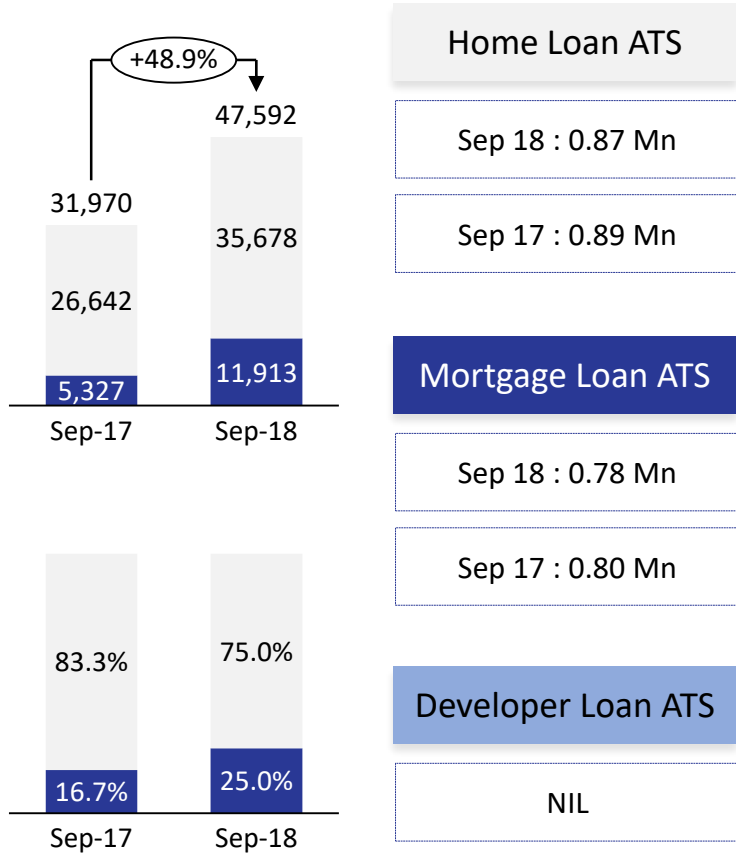 +48.9%
47,592
31,970
35,678
26,642
11,913
5,327
Sep-17
Sep-18
83.3%
75.0%
16.7%
25.0%
Sep-17
Sep-18
Home Loan ATS
Sep 18 : 0.87 Mn
Sep 17 : 0.89 Mn
Mortgage Loan ATS
Sep 18 : 0.78 Mn
Sep 17 : 0.80 Mn
Developer Loan ATS
NIL